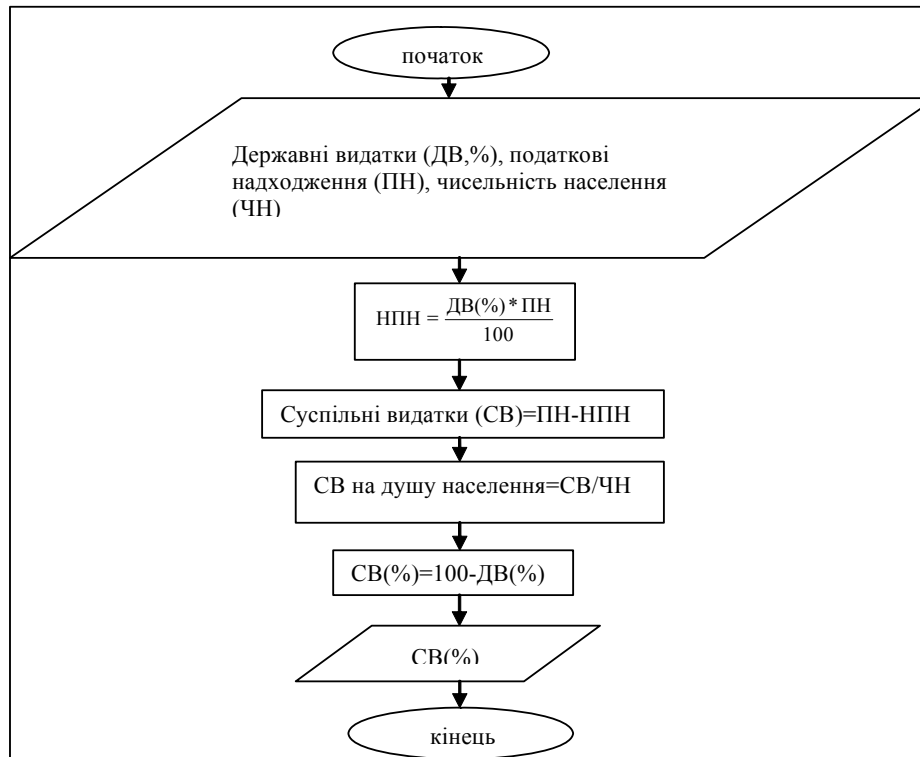 початок
Державні видатки (ДВ,%), податкові
надходження (ПН), чисельність населення
(ЧН)
НПН = ДВ(%) * ПН / 100
Суспільні видатки (СВ)=ПН-НПН
СВ на душу населення=СВ/ЧН
СВ(%)=100-ДВ(%)
СВ(%)
кінець